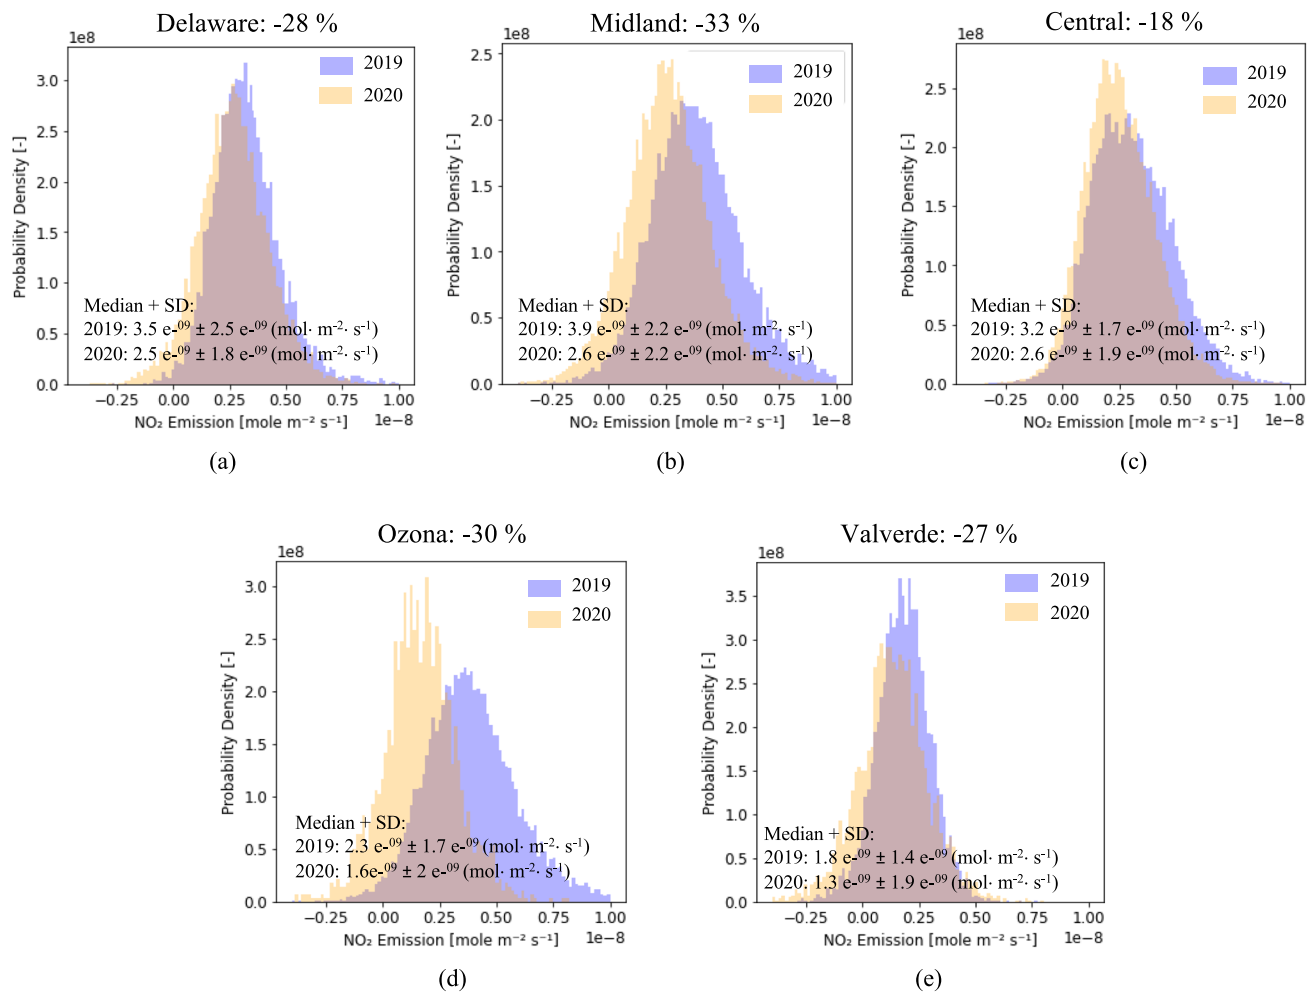 Delaware: -28 %
1e8
2019
2020
3.0
2.5
2.0
1.5
1.0
0.5
0.0
Probability Density [-]
Median + SD:
2019: 3.5 e-09 ± 2.5 e-09 (mol· m-2· s-1)
2020: 2.5 e-09 ± 1.8 e-09 (mol· m-2· s-1)
−0.25 0.00 0.25 0.50 0.75 1.00
1e−8
NO₂ Emission [mole m⁻² s⁻¹]
(a)
Midland: -33 %
1e8
2019
2020
2.5
2.0
1.5
1.0
0.5
0.0
Probability Density [-]
Median + SD:
2019: 3.9 e-09 ± 2.2 e-09 (mol· m-2· s-1)
2020: 2.6 e-09 ± 2.2 e-09 (mol· m-2· s-1)
−0.25 0.00 0.25 0.50 0.75 1.00
1e−8
NO₂ Emission [mole m⁻² s⁻¹]
(b)
Central: -18 %
1e8
2019
2020
2.5
2.0
1.5
1.0
0.5
0.0
Probability Density [-]
Median + SD:
2019: 3.2 e-09 ± 1.7 e-09 (mol· m-2· s-1)
2020: 2.6 e-09 ± 1.9 e-09 (mol· m-2· s-1)
−0.25 0.00 0.25 0.50 0.75 1.00
1e−8
NO₂ Emission [mole m⁻² s⁻¹]
(c)
Ozona: -30 %
1e8
2019
2020
3.0
2.5
2.0
1.5
1.0
0.5
0.0
Probability Density [-]
Median + SD:
2019: 2.3 e-09 ± 1.7 e-09 (mol· m-2· s-1)
2020: 1.6e-09 ± 2 e-09 (mol· m-2· s-1)
−0.25 0.00 0.25 0.50 0.75 1.00
1e−8
NO₂ Emission [mole m⁻² s⁻¹]
(d)
Valverde: -27 %
1e8
2019
2020
3.5
3.0
2.5
2.0
1.5
1.0
0.5
0.0
Probability Density [-]
Median + SD:
2019: 1.8 e-09 ± 1.4 e-09 (mol· m-2· s-1)
2020: 1.3 e-09 ± 1.9 e-09 (mol· m-2· s-1)
−0.25 0.00 0.25 0.50 0.75 1.00
1e−8
NO₂ Emission [mole m⁻² s⁻¹]
(e)